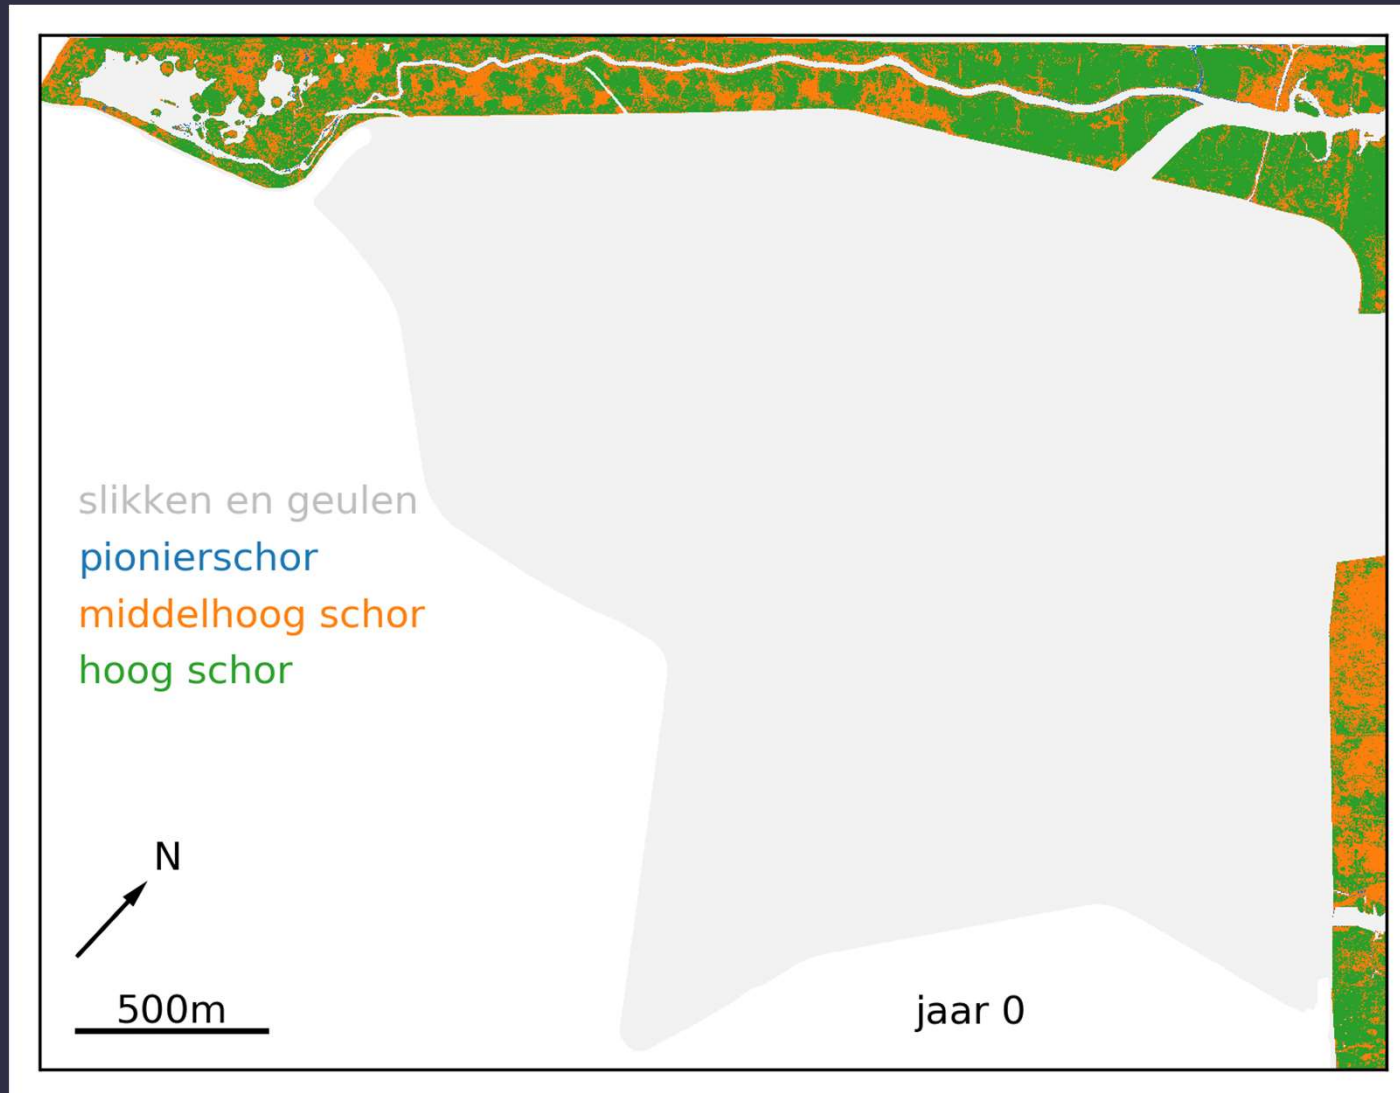 slikken en geulen
pionierschor
middelhoog schor
hoog schor
N
500m
jaar 0